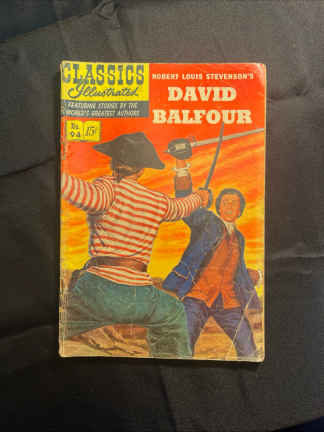 CLASSICS
Illustrated
FEATURING STORIES BY THE
WORLD'S GREATEST AUTHORS
No.
94
15¢
ROBERT LOUIS STEVENSON'S
DAVID
BALFOUR